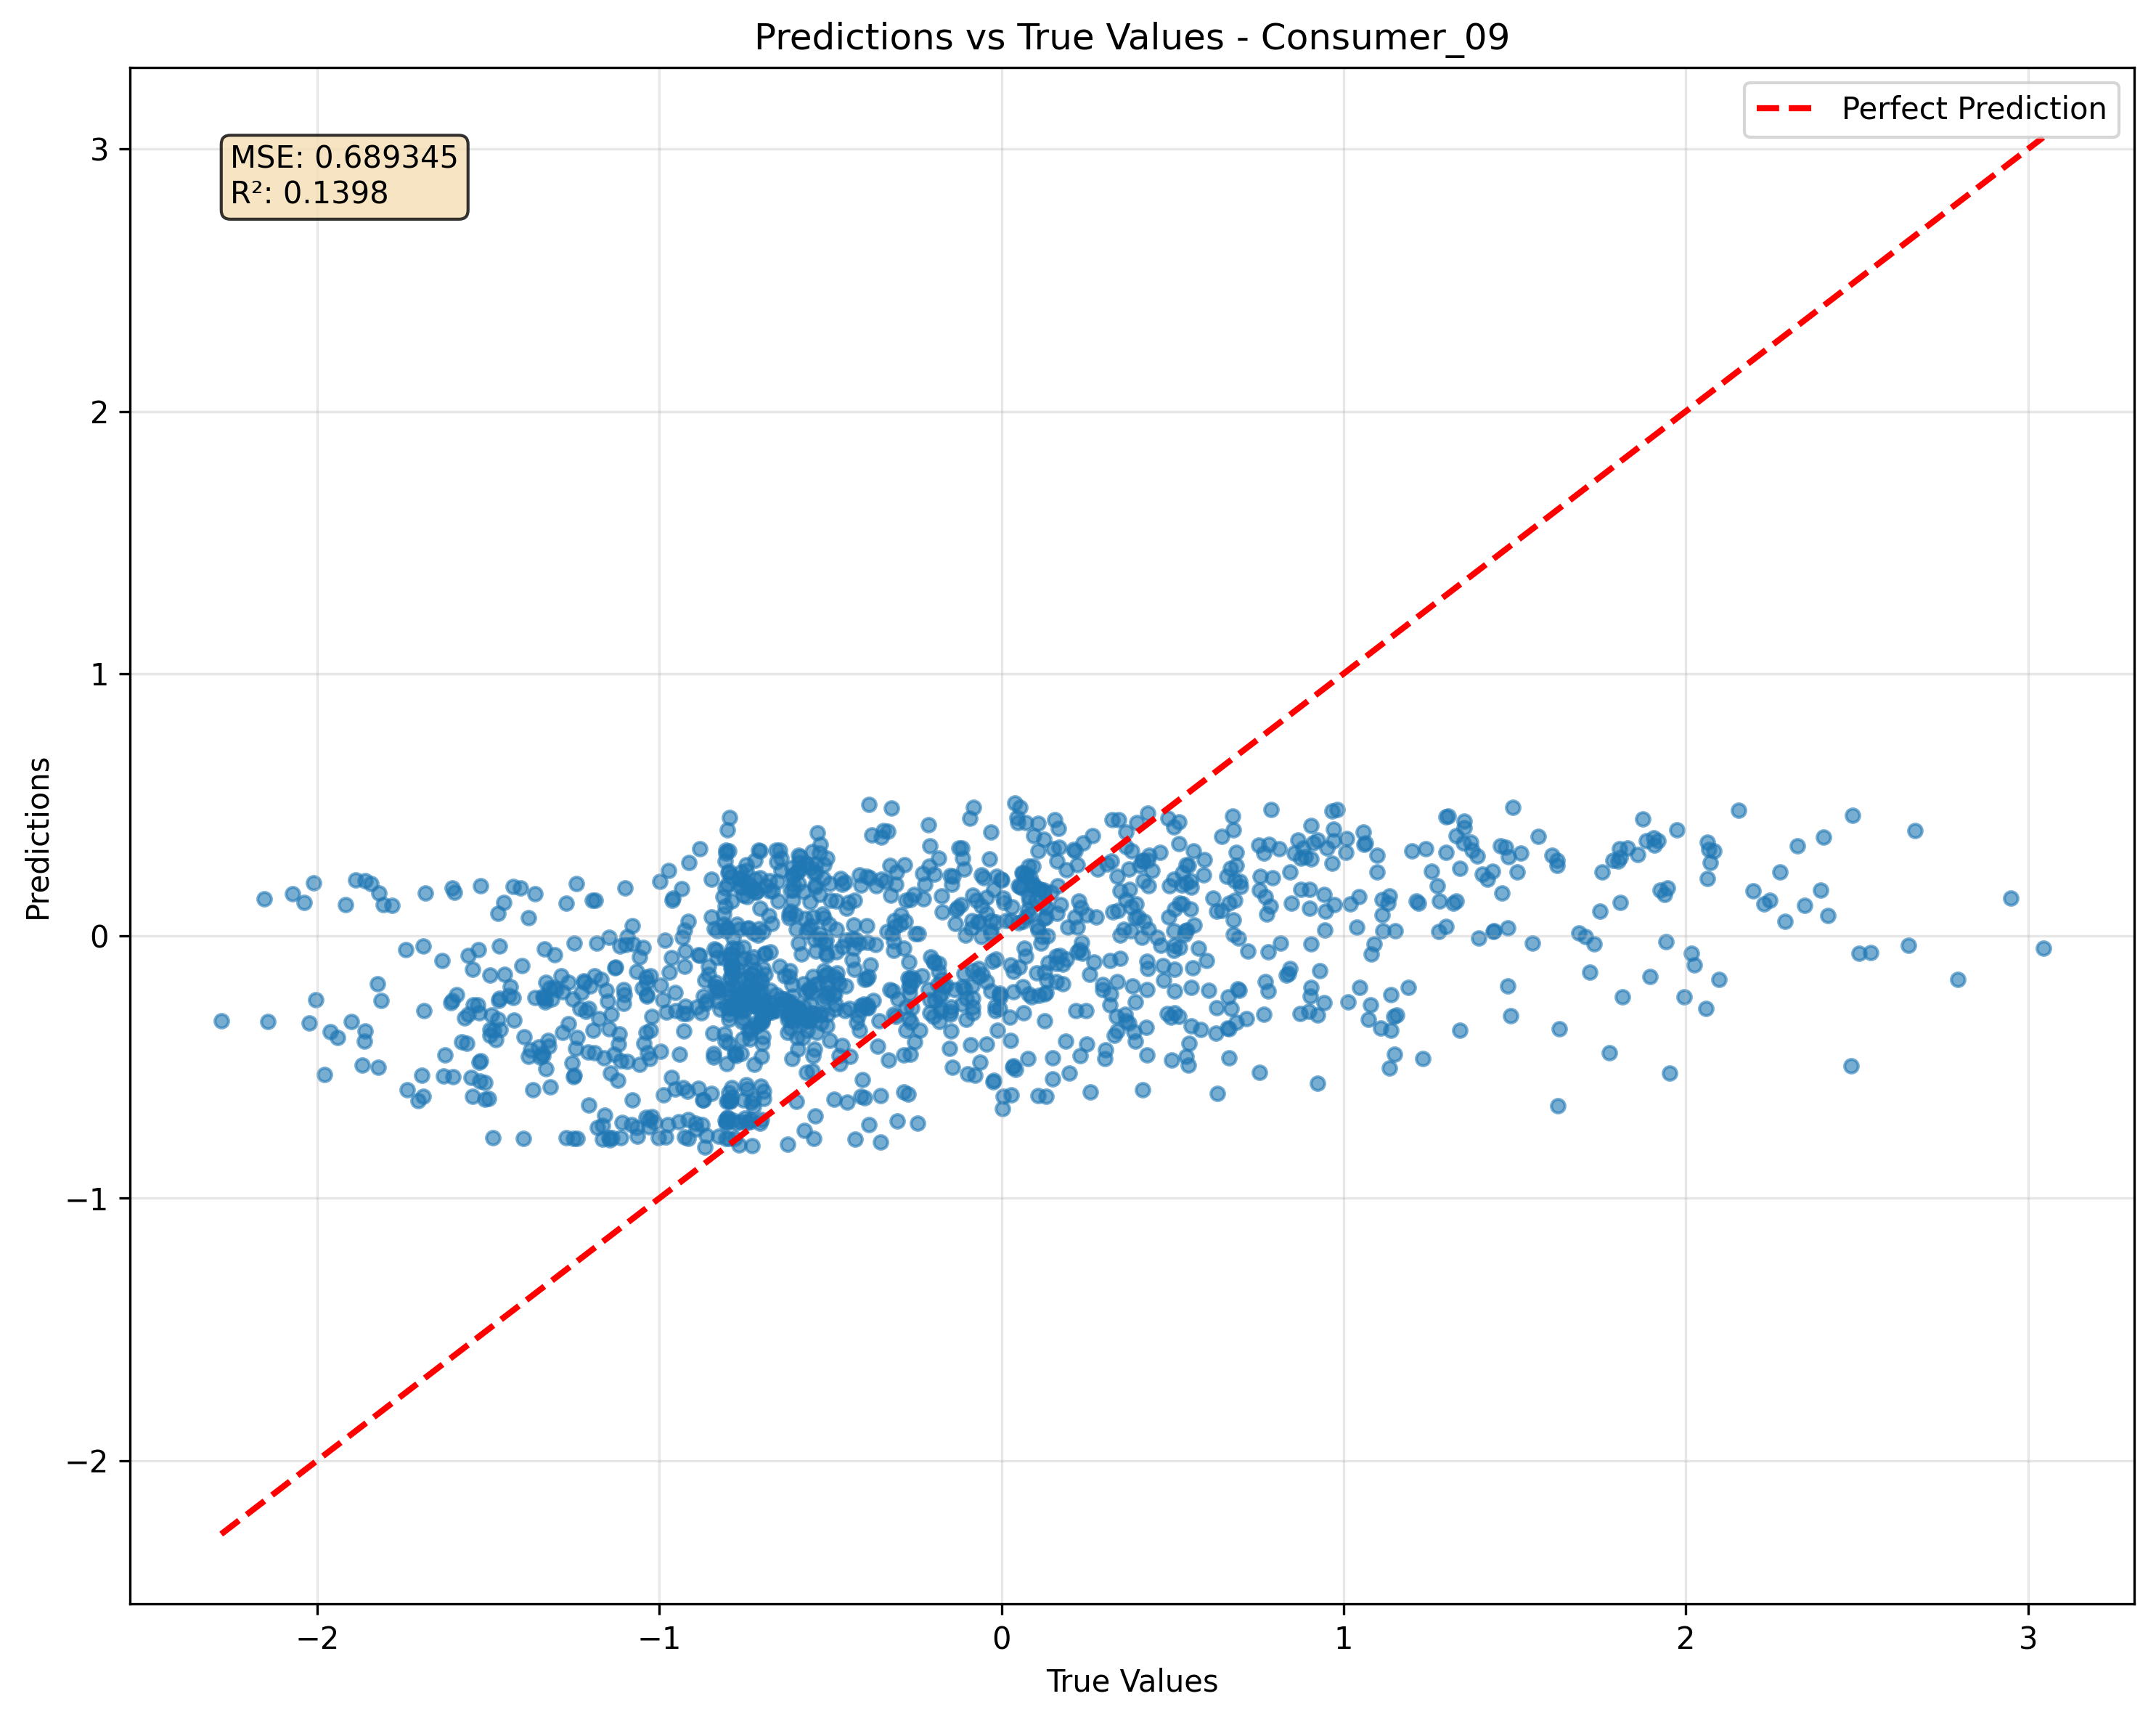 Predictions vs True Values - Consumer_09
Perfect Prediction
MSE: 0.689345
R²: 0.1398
3
2
1
0
−1
−2
Predictions
−2
−1
0
1
2
3
True Values